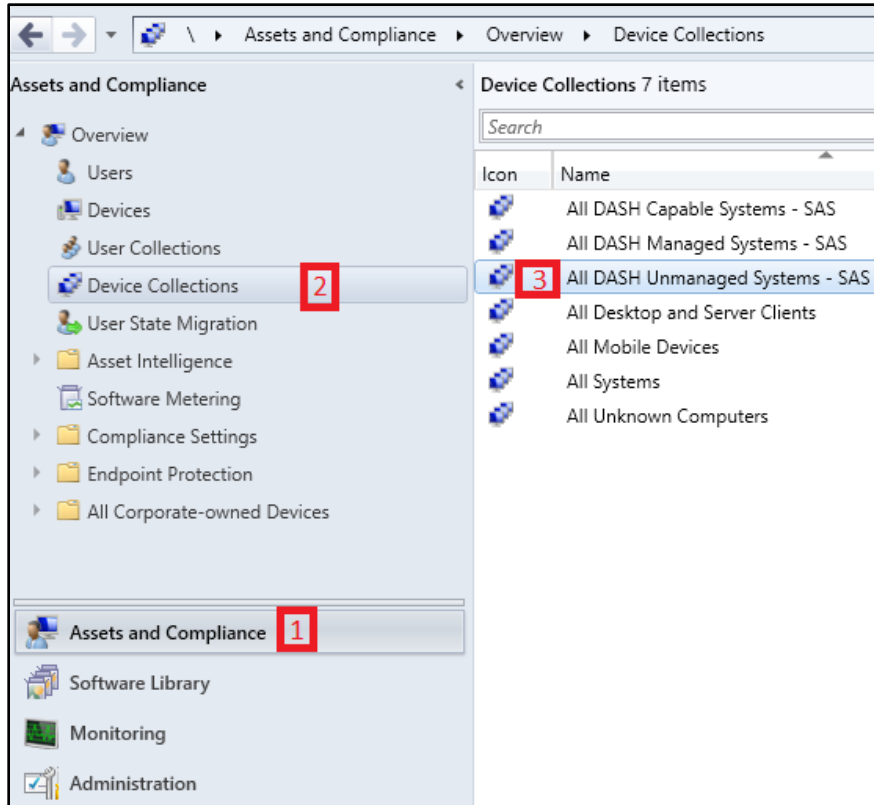 \ Assets and Compliance Overview Device Collections
Assets and Compliance
Overview
Users
Devices
User Collections
Device Collections 2
User State Migration
Asset Intelligence
Software Metering
Compliance Settings
Endpoint Protection
All Corporate-owned Devices
Assets and Compliance 1
Software Library
Monitoring
Administration
Device Collections 7 items
Search
Icon Name
All DASH Capable Systems - SAS
All DASH Managed Systems - SAS
3 All DASH Unmanaged Systems - SAS
All Desktop and Server Clients
All Mobile Devices
All Systems
All Unknown Computers